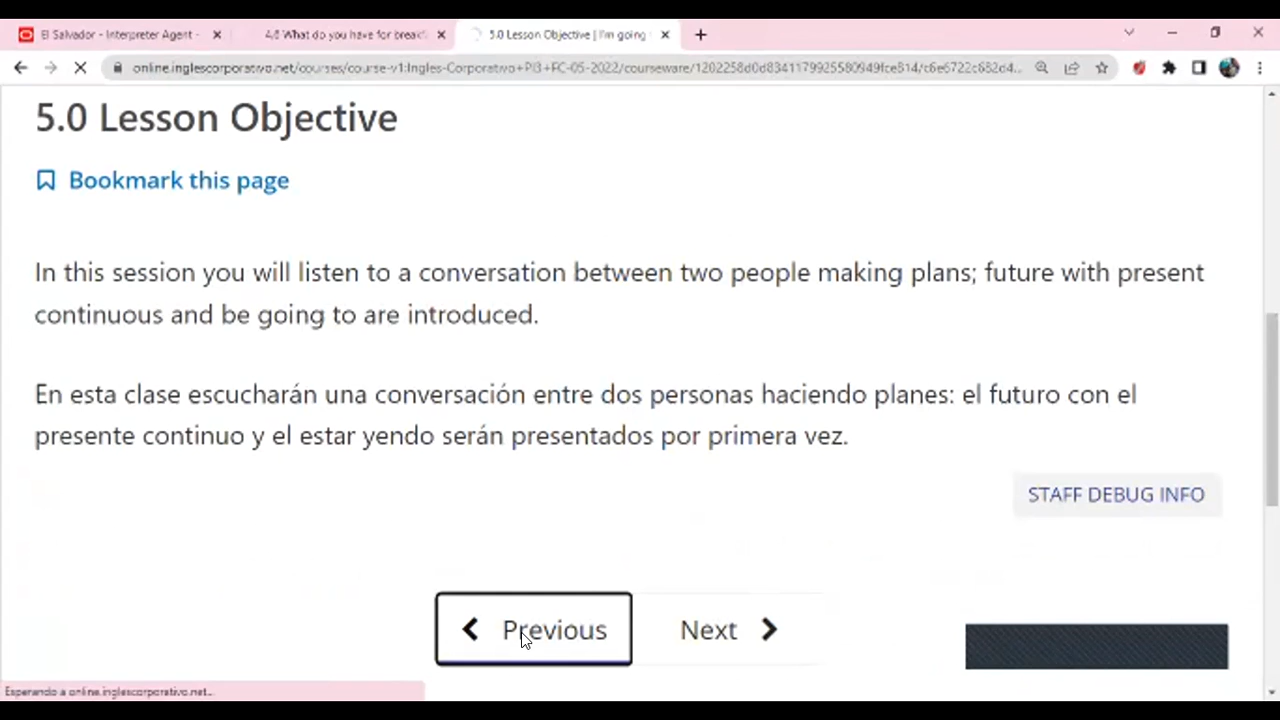 El Salvador - Interpreter Agent -
4.6 What do you have for breakf
5.0 Lesson Objective | I'm going
5.0 Lesson Objective
Bookmark this page
In this session you will listen to a conversation between two people making plans; future with present
continuous and be going to are introduced.
En esta clase escucharán una conversación entre dos personas haciendo planes: el futuro con el
presente continuo y el estar yendo serán presentados por primera vez.
STAFF DEBUG INFO
Previous
Next
Esperando a online.inglescorporativo.net...